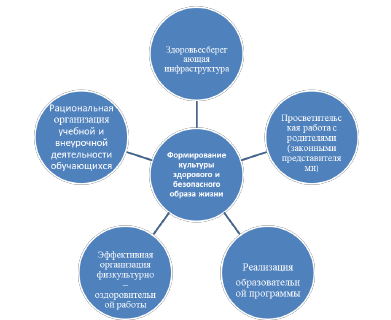 Здоровьесберег
ающая
инфраструктура
Рациональная
организация
учебной и
внеурочной
деятельности
обучающихся
Просветительс
кая работа с
родителями
(законными
представителя
ми)
Формирование
культуры
здорового и
безопасного
образа жизни
Эффективная
организация
физкультурно
–
оздоровительн
ой работы
Реализация
образовательн
ой программы